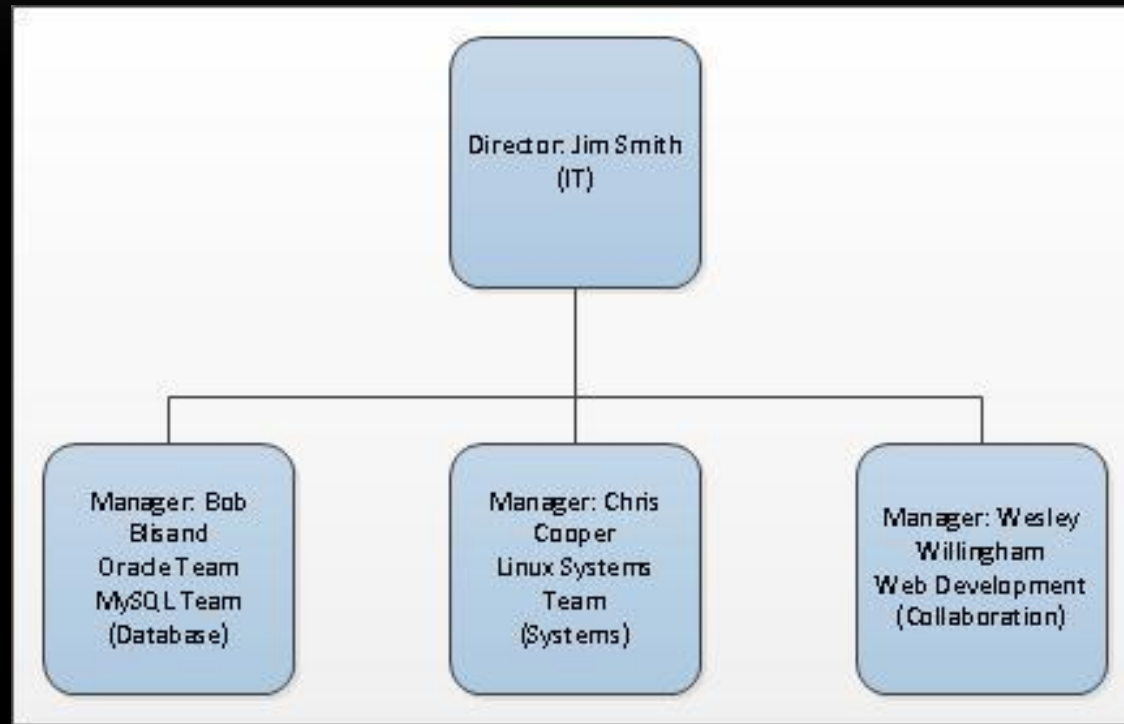 Director: Jim Smith
(IT)
Manager: Bob
Blisand
Oracle Team
MySQL Team
(Database)
Manager: Chris
Cooper
Linux Systems
Team
(Systems)
Manager: Wesley
Willingham
Web Development
(Collaboration)